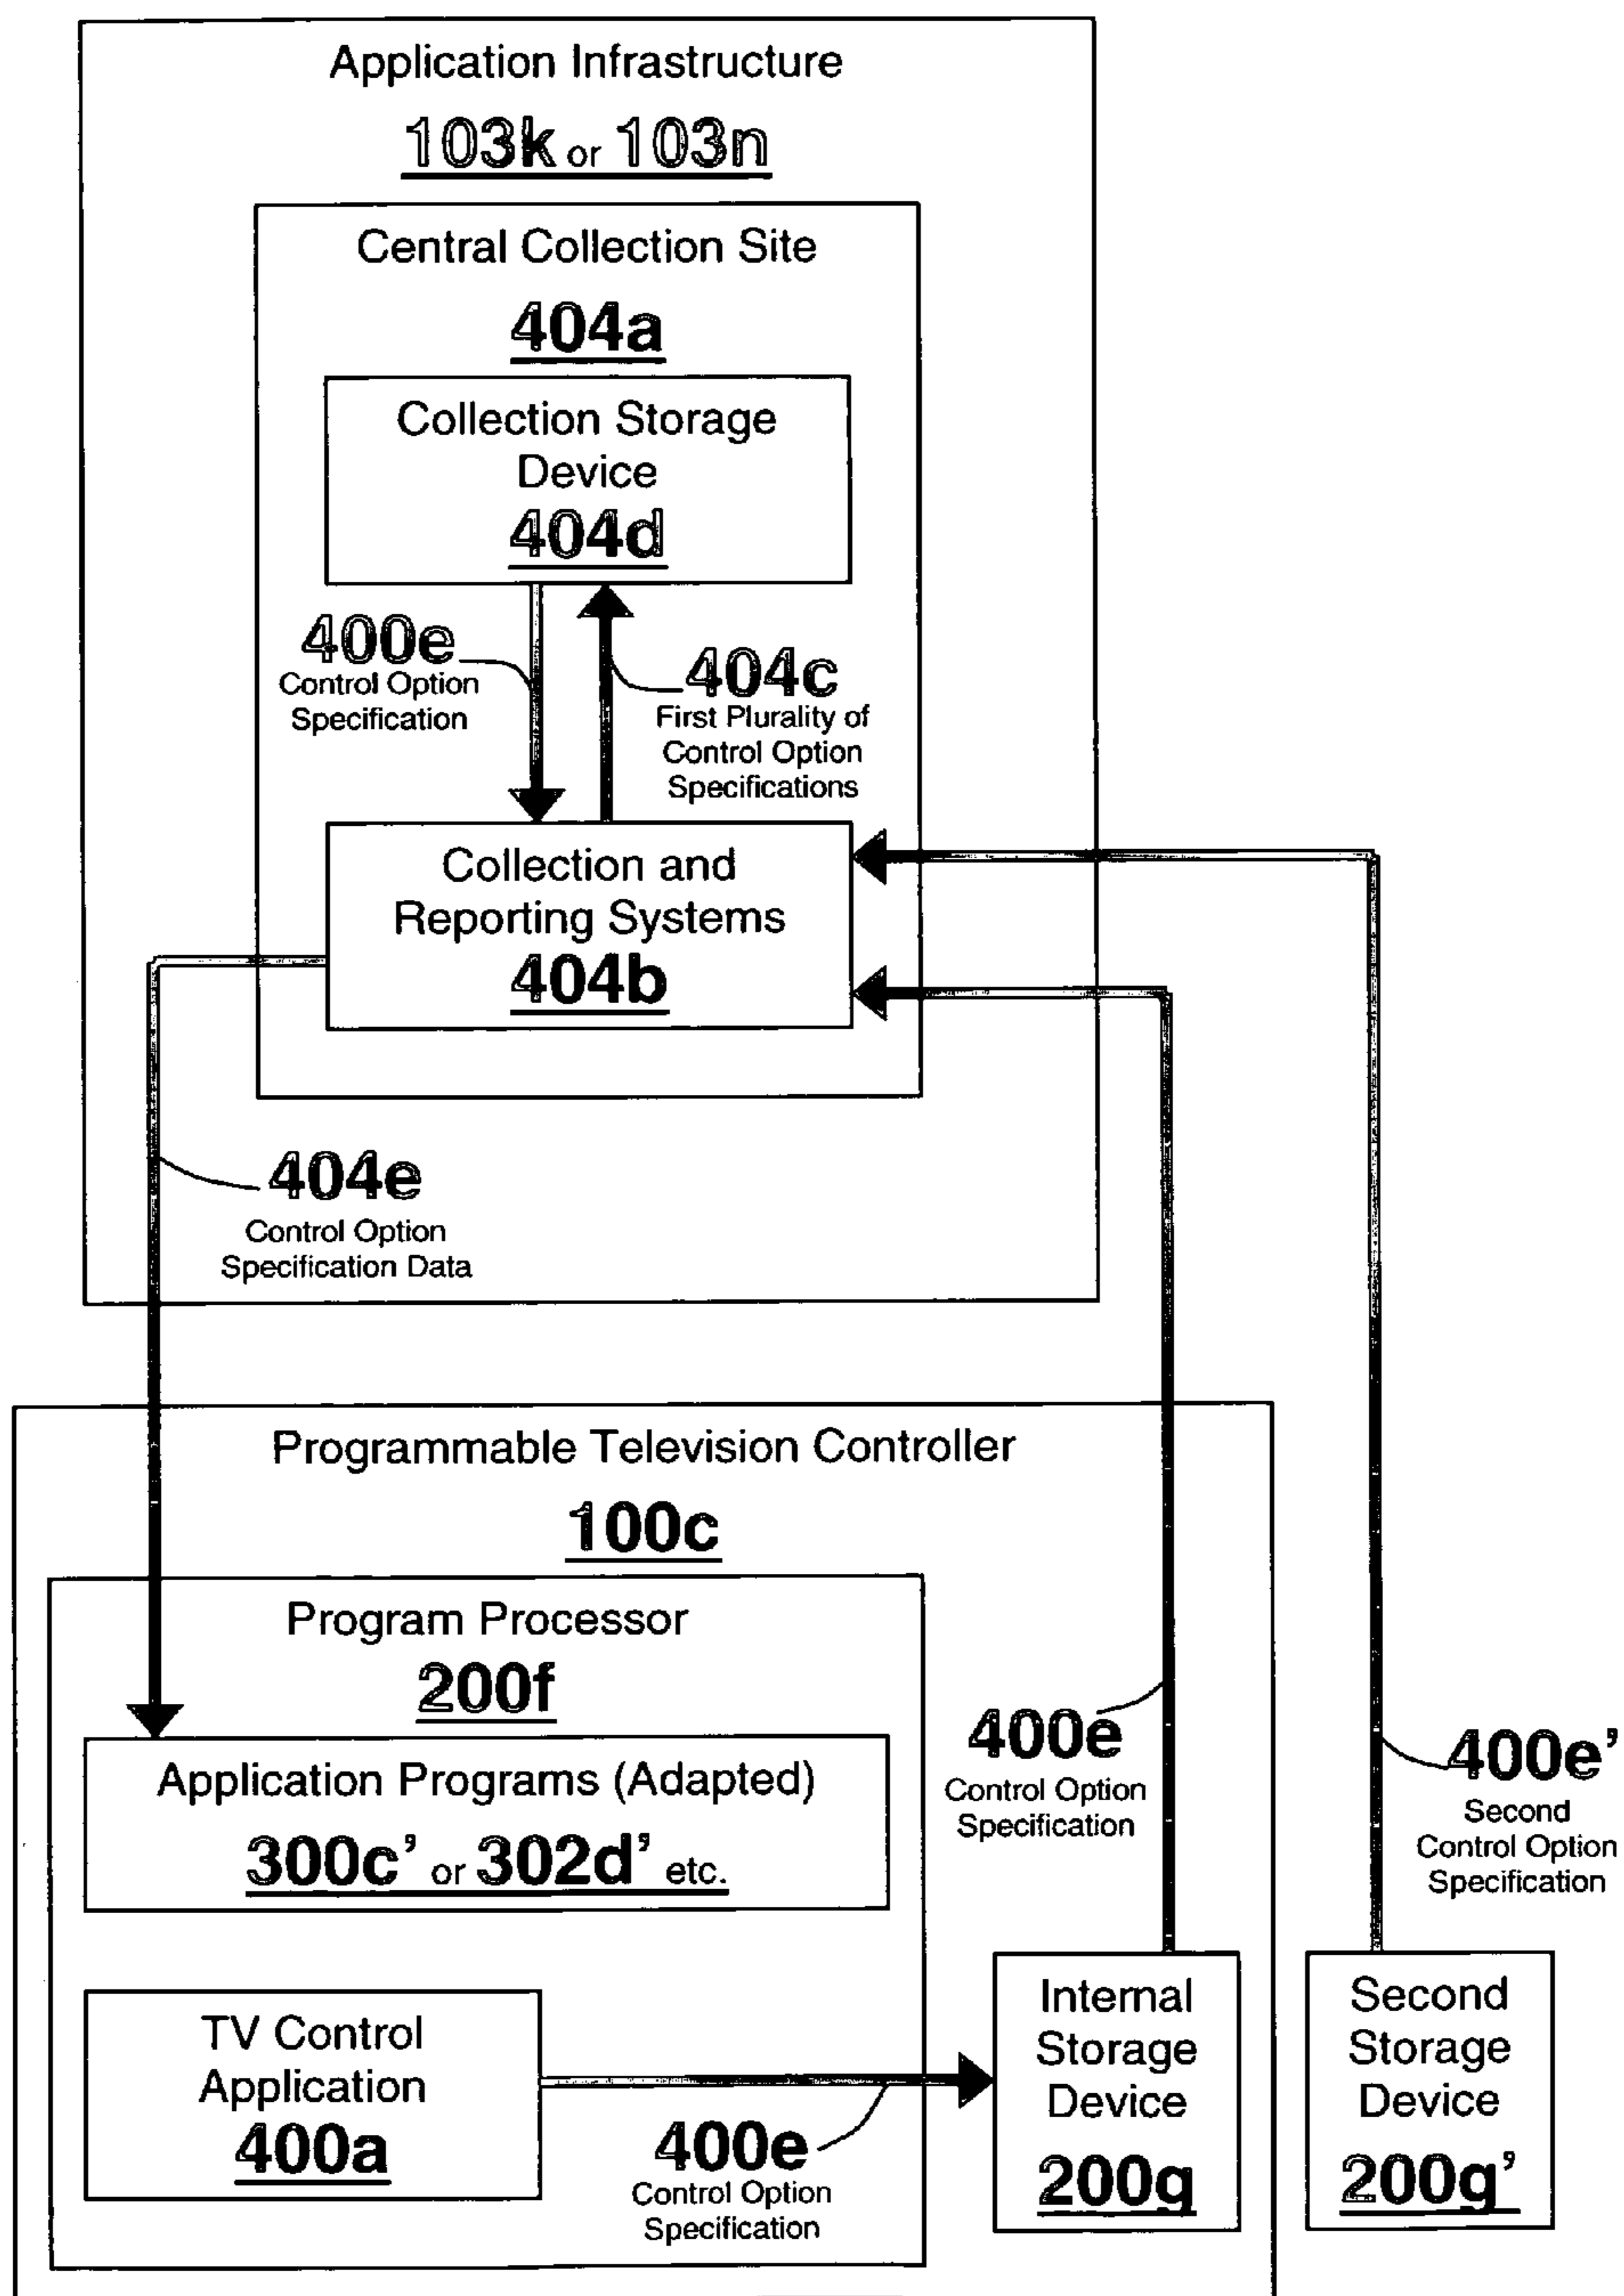 Application Infrastructure
103k or 103n
Central Collection Site
404a
Collection Storage
Device
404d
400e
Control Option
Specification
404c
First Plurality of
Control Option
Specifications
Collection and
Reporting Systems
404b
404e
Control Option
Specification Data
Programmable Television Controller
100c
Program Processor
200f
Application Programs (Adapted)
300c’ or 302d’ etc.
400e
Control Option
Specification
400e’
Second
Control Option
Specification
TV Control
Application
400a
400e
Control Option
Specification
Internal
Storage
Device
200g
Second
Storage
Device
200g’